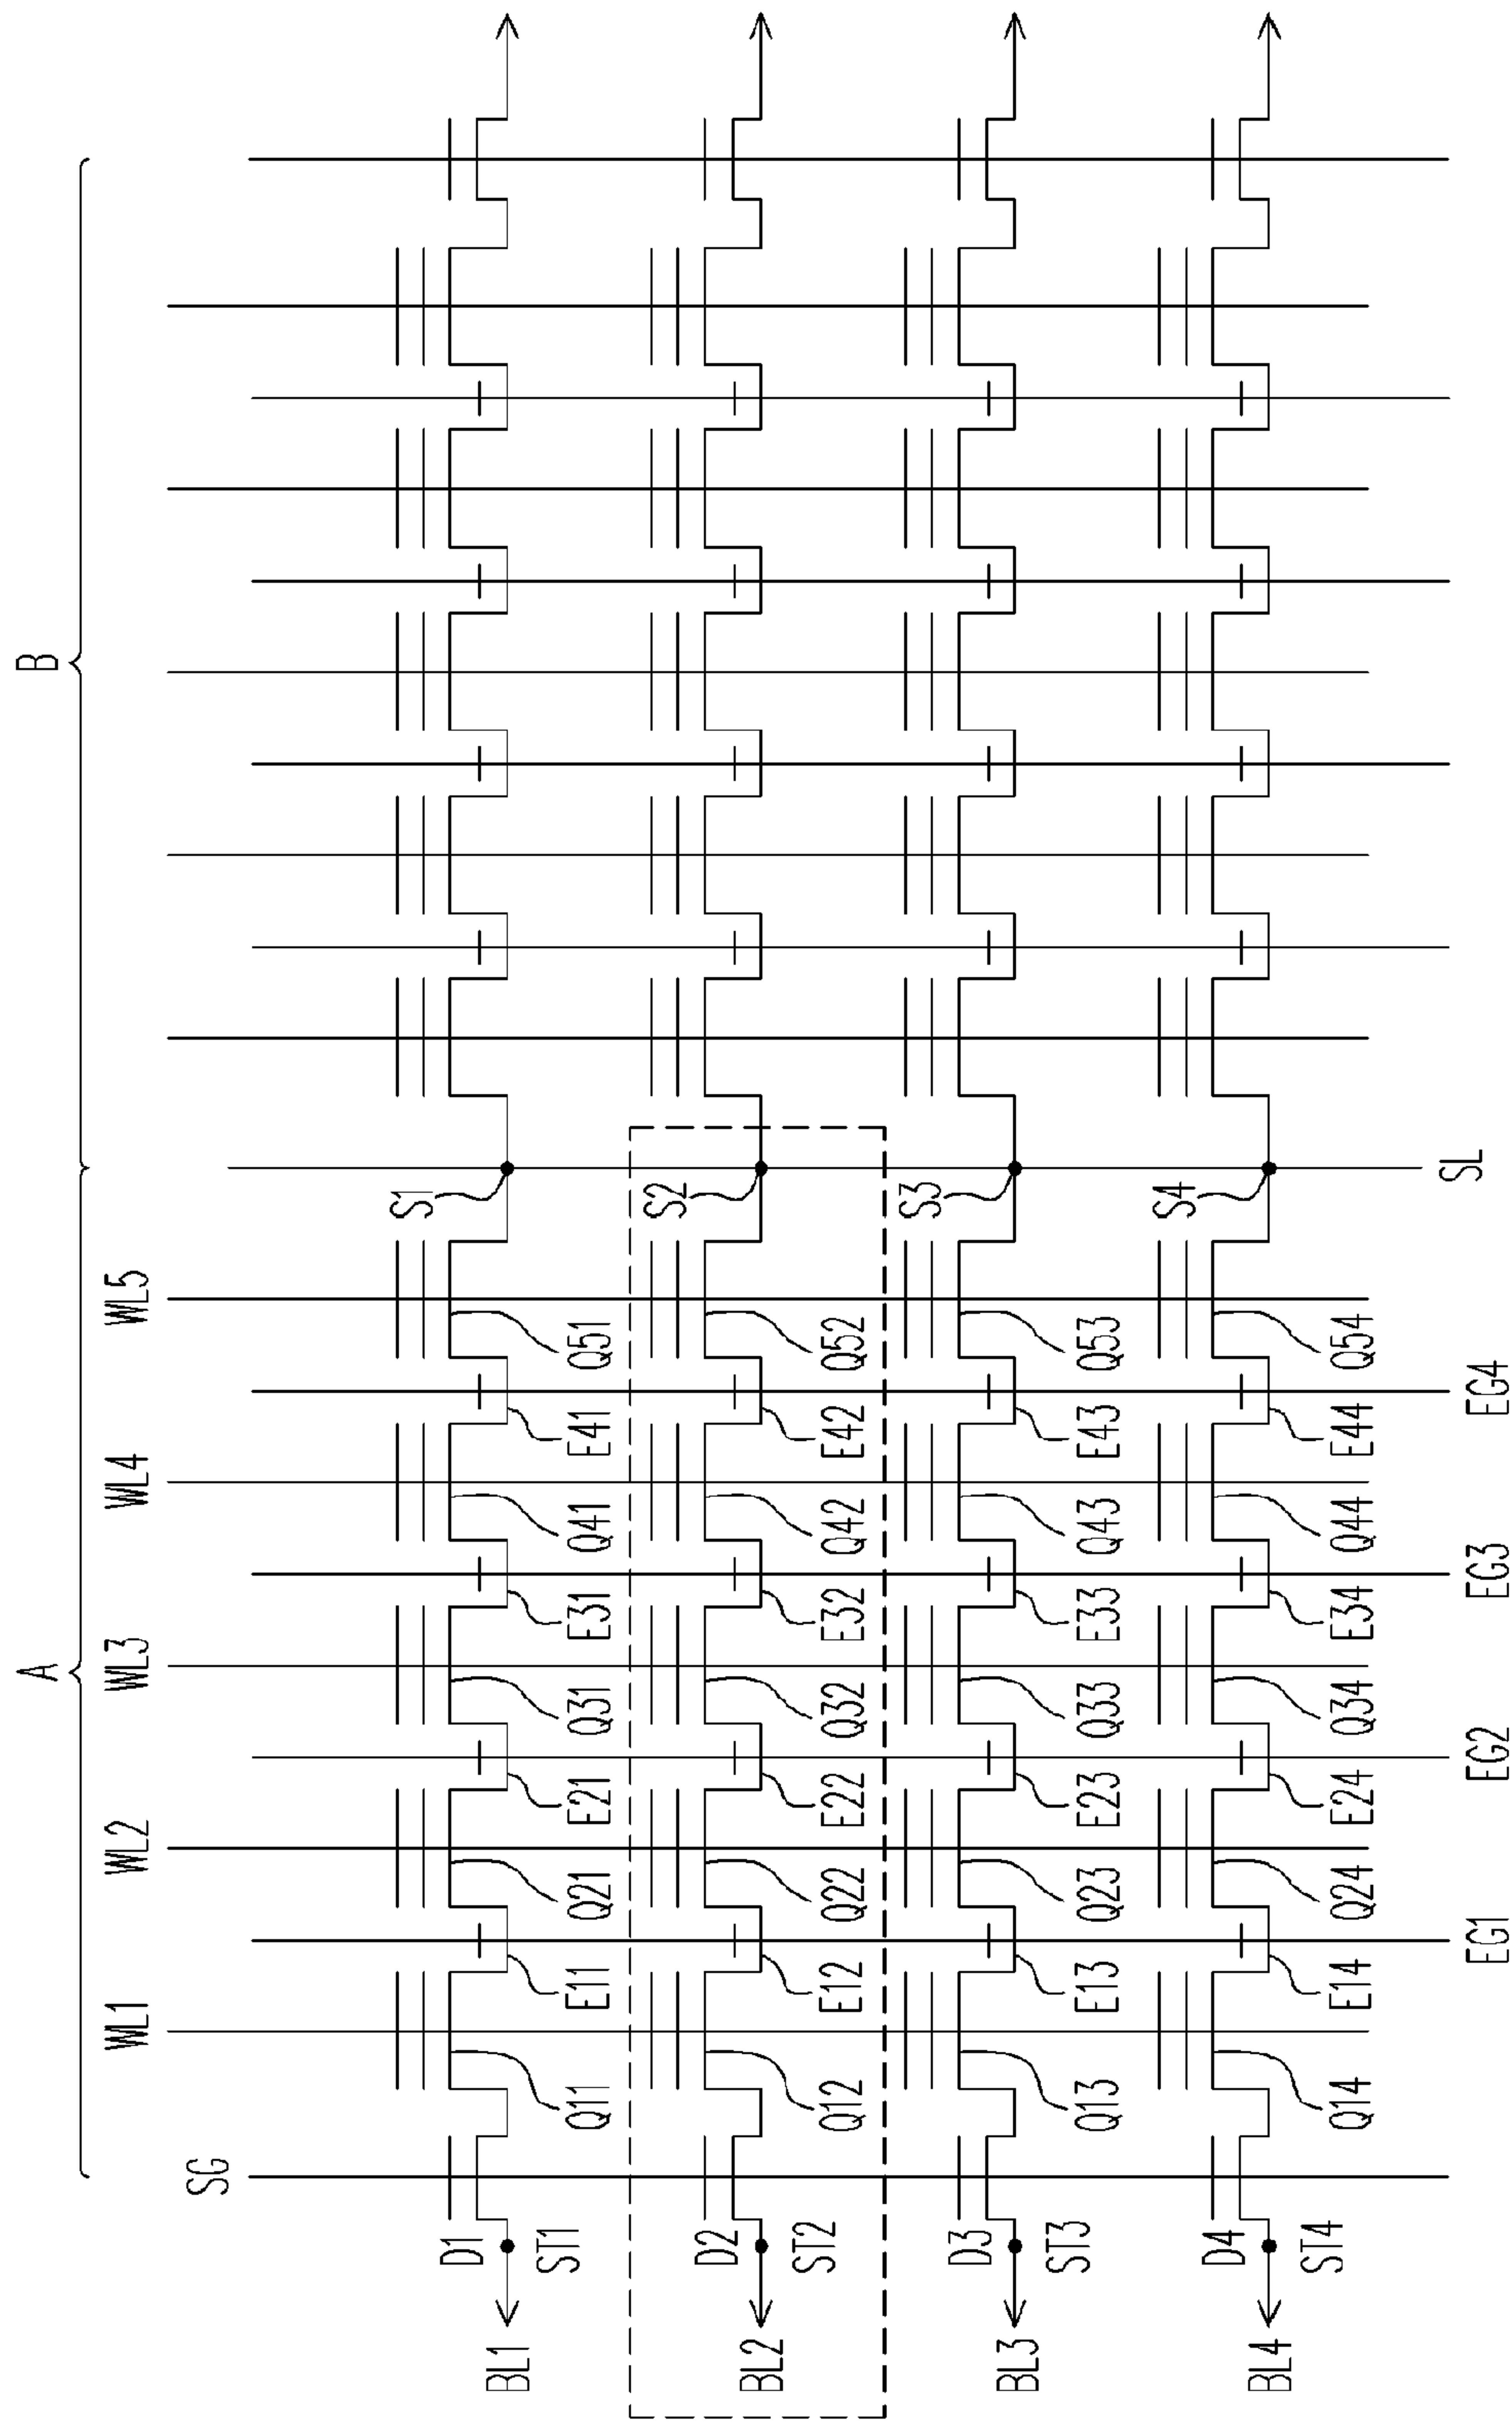 A B
SG WL1 WL2 WL3 WL4 WL5
D1 S1
BL1 ST1 Q11 E11 Q21 E21 Q31 E31 Q41 E41 Q51
D2 S2
BL2 ST2 Q12 E12 Q22 E22 Q32 E32 Q42 E42 Q52
D3 S3
BL3 ST3 Q13 E13 Q23 E23 Q33 E33 Q43 E43 Q53
D4 S4
BL4 ST4 Q14 E14 Q24 E24 Q34 E34 Q44 E44 Q54
EG1 EG2 EG3 EG4 SL